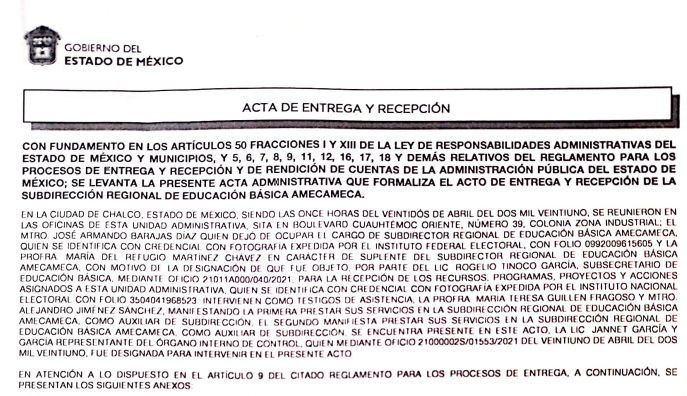 GOBIERNO DEL
ESTADO DE MÉXICO
ACTA DE ENTREGA Y RECEPCIÓN
CON FUNDAMENTO EN LOS ARTÍCULOS 50 FRACCIONES I Y XIII DE LA LEY DE RESPONSABILIDADES ADMINISTRATIVAS DEL
ESTADO DE MÉXICO Y MUNICIPIOS, Y 5, 6, 7, 8, 9, 11, 12, 16, 17, 18 Y DEMÁS RELATIVOS DEL REGLAMENTO PARA LOS
PROCESOS DE ENTREGA Y RECEPCIÓN Y DE RENDICIÓN DE CUENTAS DE LA ADMINISTRACIÓN PÚBLICA DEL ESTADO DE
MÉXICO; SE LEVANTA LA PRESENTE ACTA ADMINISTRATIVA QUE FORMALIZA EL ACTO DE ENTREGA Y RECEPCIÓN DE LA
SUBDIRECCIÓN REGIONAL DE EDUCACIÓN BÁSICA AMECAMECA.
EN LA CIUDAD DE CHALCO, ESTADO DE MÉXICO, SIENDO LAS ONCE HORAS DEL VEINTIDÓS DE ABRIL DEL DOS MIL VEINTIUNO, SE REUNIERON EN
LAS OFICINAS DE ESTA UNIDAD ADMINISTRATIVA, SITA EN BOULEVARD CUAUHTÉMOC ORIENTE, NÚMERO 39, COLONIA ZONA INDUSTRIAL; EL
MTRO. JOSÉ ARMANDO BARAJAS DÍAZ QUIEN DEJÓ DE OCUPAR EL CARGO DE SUBDIRECTOR REGIONAL DE EDUCACIÓN BÁSICA AMECAMECA,
QUIEN SE IDENTIFICA CON CREDENCIAL CON FOTOGRAFÍA EXPEDIDA POR EL INSTITUTO FEDERAL ELECTORAL, CON FOLIO 0992009615605 Y LA
PROFRA. MARÍA DEL REFUGIO MARTÍNEZ CHÁVEZ EN CARÁCTER DE SUPLENTE DEL SUBDIRECTOR REGIONAL DE EDUCACIÓN BÁSICA
AMECAMECA, CON MOTIVO DE LA DESIGNACIÓN DE QUE FUE OBJETO, POR PARTE DEL LIC ROGELIO TINOCO GARCÍA, SUBSECRETARIO DE
EDUCACIÓN BÁSICA, MEDIANTE OFICIO 21011A000/040/2021, PARA LA RECEPCIÓN DE LOS RECURSOS, PROGRAMAS, PROYECTOS Y ACCIONES
ASIGNADOS A ESTA UNIDAD ADMINISTRATIVA, QUIEN SE IDENTIFICA CON CREDENCIAL CON FOTOGRAFÍA EXPEDIDA POR EL INSTITUTO NACIONAL
ELECTORAL CON FOLIO 3504041968523 INTERVIENEN COMO TESTIGOS DE ASISTENCIA, LA PROFRA MARÍA TERESA GUILLEN FRAGOSO Y MTRO.
ALEJANDRO JIMÉNEZ SÁNCHEZ, MANIFESTANDO LA PRIMERA PRESTAR SUS SERVICIOS EN LA SUBDIRECCIÓN REGIONAL DE EDUCACIÓN BÁSICA
AMECAMECA, COMO AUXILIAR DE SUBDIRECCIÓN, EL SEGUNDO MANIFIESTA PRESTAR SUS SERVICIOS EN LA SUBDIRECCIÓN REGIONAL DE
EDUCACIÓN BÁSICA AMECAMECA, COMO AUXILIAR DE SUBDIRECCIÓN. SE ENCUENTRA PRESENTE EN ESTE ACTO, LA LIC JANNET GARCÍA Y
GARCÍA REPRESENTANTE DEL ÓRGANO INTERNO DE CONTROL, QUIEN MEDIANTE OFICIO 21000002S/01553/2021 DEL VEINTIUNO DE ABRIL DEL DOS
MIL VEINTIUNO, FUE DESIGNADA PARA INTERVENIR EN EL PRESENTE ACTO
EN ATENCIÓN A LO DISPUESTO EN EL ARTÍCULO 9 DEL CITADO REGLAMENTO PARA LOS PROCESOS DE ENTREGA, A CONTINUACIÓN, SE
PRESENTAN LOS SIGUIENTES ANEXOS: